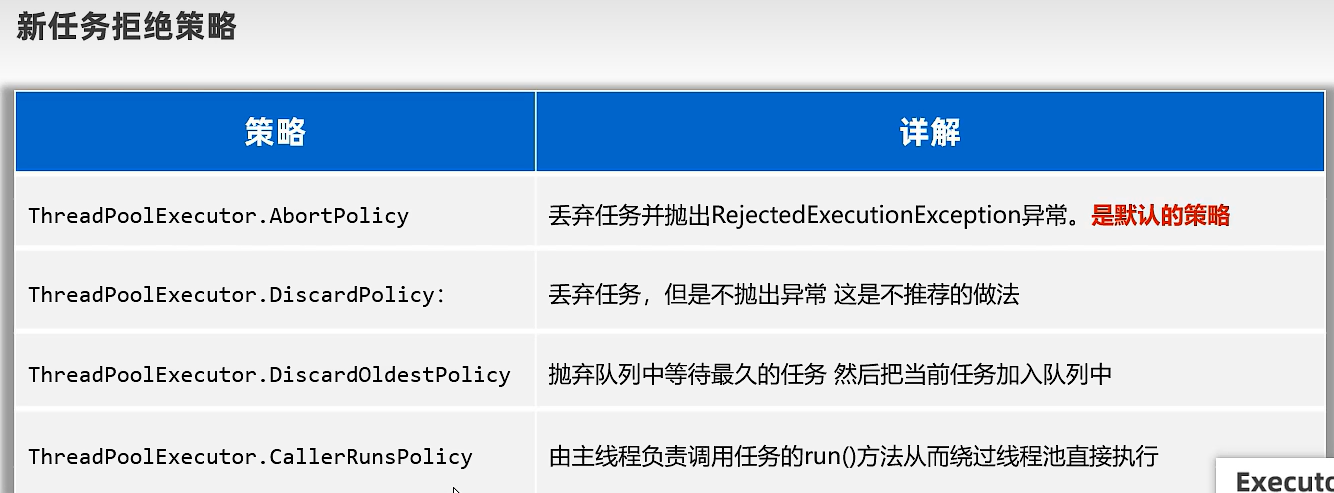 新任务拒绝策略
策略 详解
ThreadPoolExecutor.AbortPolicy 丢弃任务并抛出RejectedExecutionException异常。是默认的策略
ThreadPoolExecutor.DiscardPolicy: 丢弃任务，但是不抛出异常 这是不推荐的做法
ThreadPoolExecutor.DiscardOldestPolicy 抛弃队列中等待最久的任务 然后把当前任务加入队列中
ThreadPoolExecutor.CallerRunsPolicy 由主线程负责调用任务的run()方法从而绕过线程池直接执行
Executo